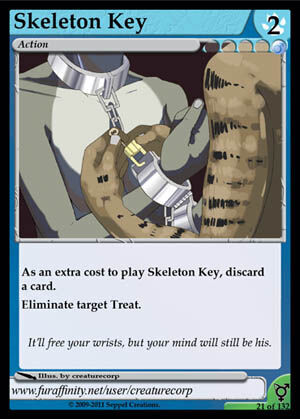 Skeleton Key
2
Action
As an extra cost to play Skeleton Key, discard
a card.
Eliminate target Treat.
It'll free your wrists, but your mind will still be his.
Illus. by creaturecorp
www.furaffinity.net/user/creaturecorp
© 2009-2011 Seppel Creations.
21 of 132